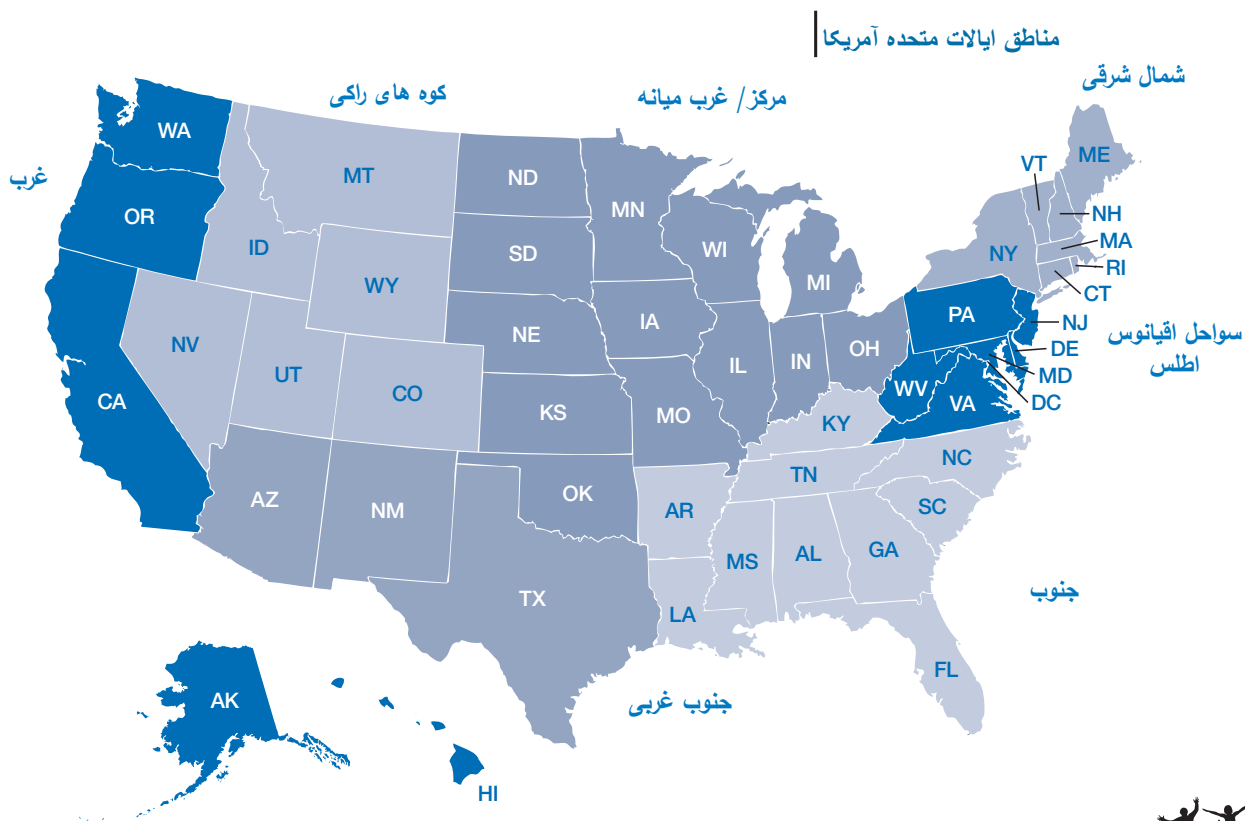 مناطق ایالات متحده آمریکا
شمال شرقی
کوه های راکی
مرکز/ غرب میانه
غرب
WA
OR
CA
MT
ID
WY
NV
UT
CO
ND
SD
NE
KS
MN
IA
MO
WI
MI
IL
IN
OH
OK
AZ
NM
TX
ME
VT
NH
MA
RI
CT
NY
PA
NJ
DE
MD
DC
WV
VA
سواحل اقیانوس
اطلس
KY
TN
NC
SC
AR
MS
AL
GA
LA
FL
جنوب
جنوب غربی
AK
HI